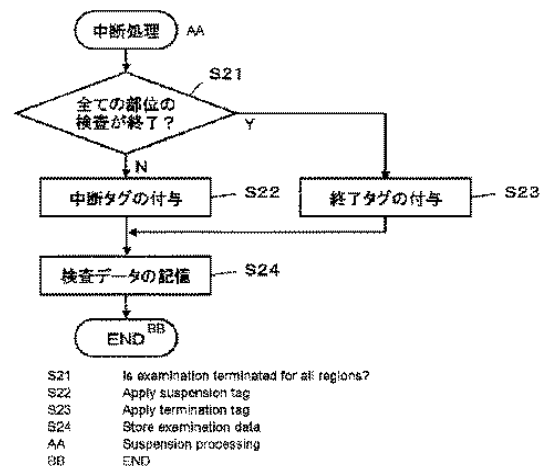 中断処理 AA
S21
全ての部位の
検査が終了？
Y
N
中断タグの付与 S22
終了タグの付与 S23
検査データの記憶 S24
END BB
S21 Is examination terminated for all regions?
S22 Apply suspension tag
S23 Apply termination tag
S24 Store examination data
AA Suspension processing
BB END